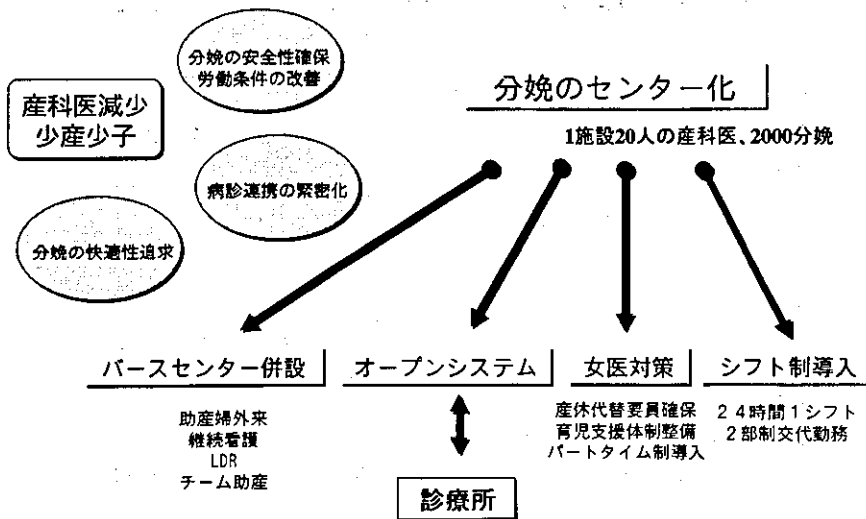 分娩の安全性確保
労働条件の改善
産科医減少
少産少子
病診連携の緊密化
分娩の快適性追求
分娩のセンター化
1施設20人の産科医、2000分娩
バースセンター併設
助産婦外来
継続看護
LDR
チーム助産
オープンシステム
診療所
女医対策
産休代替要員確保
育児支援体制整備
パートタイム制導入
シフト制導入
24時間1シフト
2部制交代勤務